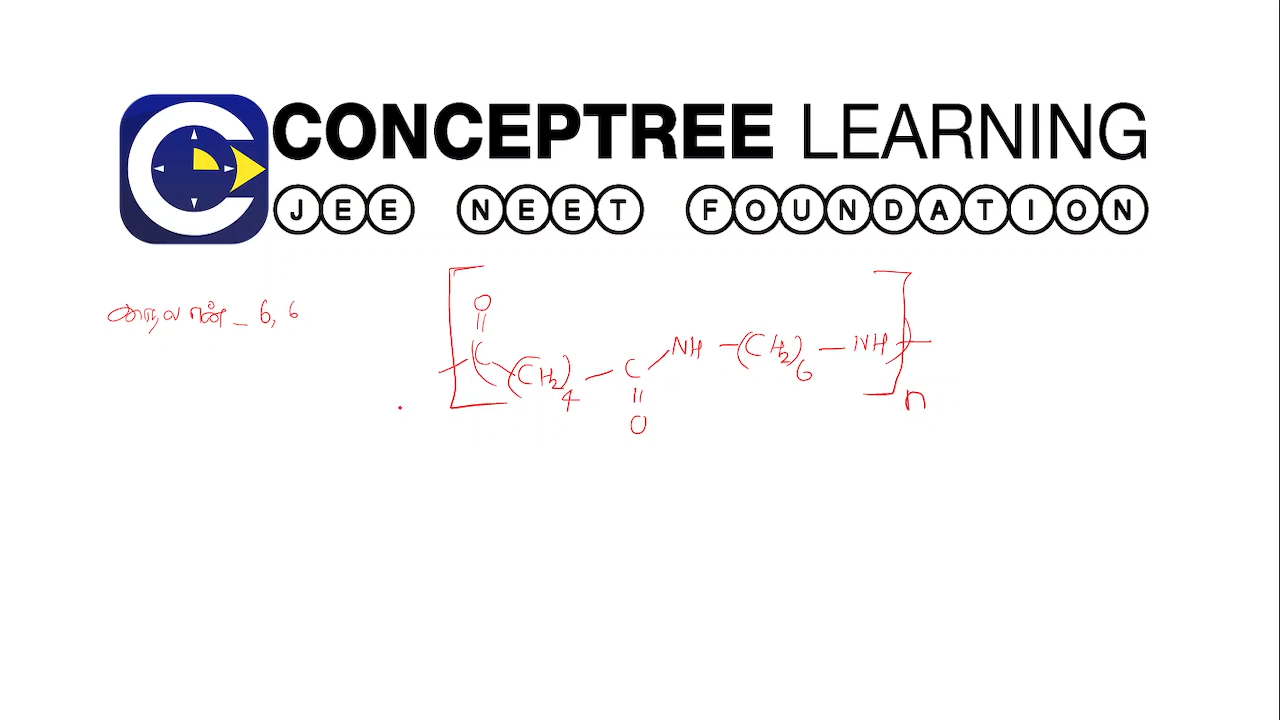 CONCEPTREE LEARNING
JEE NEET FOUNDATION
நைலான் - 6, 6
O
||
[-C-(CH₂)₄-C-NH-(CH₂)₆-NH-]n
||
O